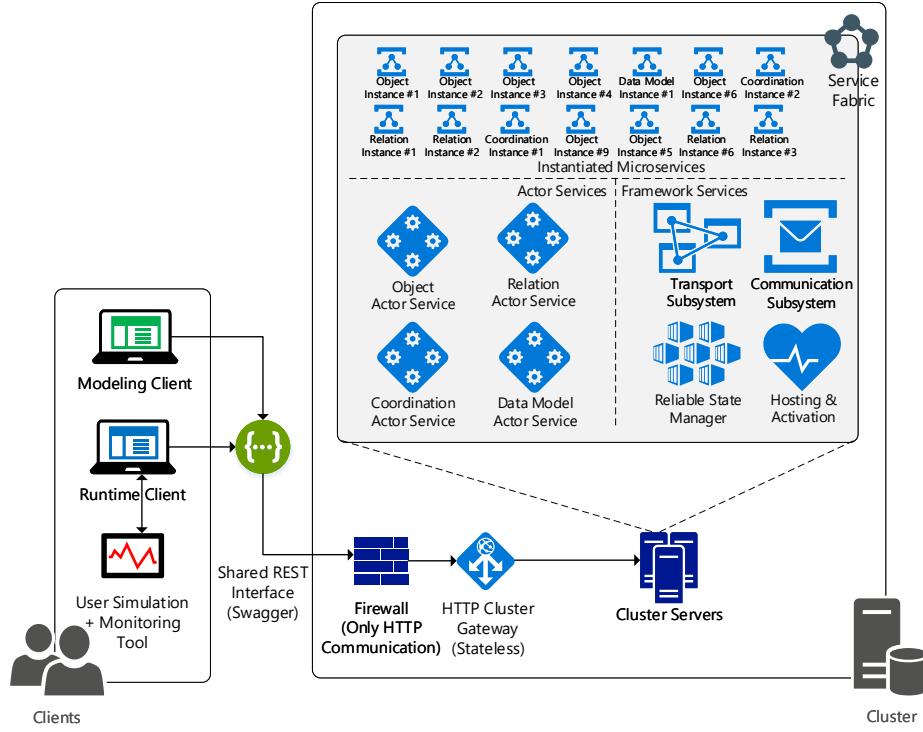 Object Instance #1
Object Instance #2
Object Instance #3
Object Instance #4
Data Model Instance #1
Object Instance #6
Coordination Instance #2
Service Fabric
Relation Instance #1
Relation Instance #2
Coordination Instance #1
Object Instance #9
Object Instance #5
Relation Instance #6
Relation Instance #3
Instantiated Microservices
Actor Services
Framework Services
Object
Actor Service
Relation
Actor Service
Transport
Subsystem
Communication
Subsystem
Coordination
Actor Service
Data Model
Actor Service
Reliable State
Manager
Hosting &
Activation
Modeling Client
{...}
Runtime Client
User Simulation
+ Monitoring
Tool
Shared REST
Interface
(Swagger)
Firewall
(Only HTTP
Communication)
HTTP Cluster
Gateway
(Stateless)
Cluster Servers
Clients
Cluster